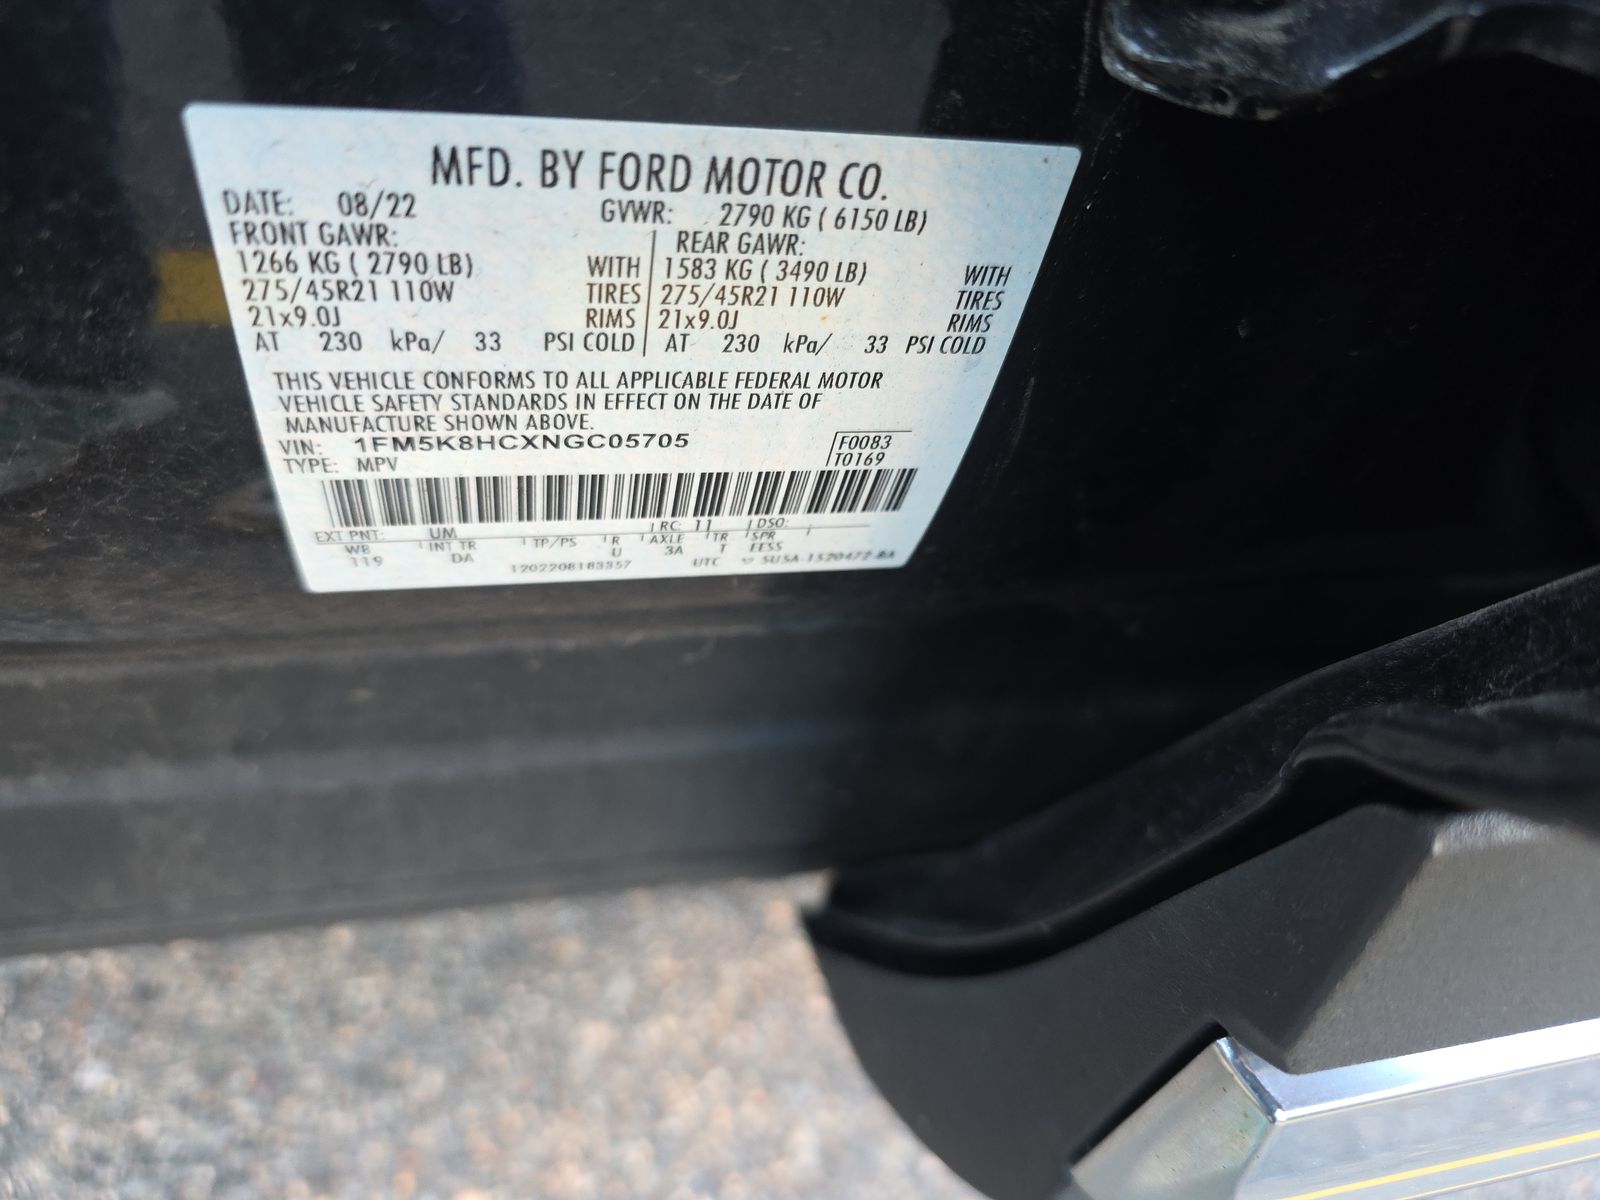 MFD. BY FORD MOTOR CO.
DATE: 08/22 GVWR: 2790 KG ( 6150 LB)
FRONT GAWR: REAR GAWR:
1266 KG ( 2790 LB) WITH 1583 KG ( 3490 LB) WITH
275/45R21 110W TIRES 275/45R21 110W TIRES
21x9.0J RIMS 21x9.0J RIMS
AT 230 kPa/ 33 PSI COLD AT 230 kPa/ 33 PSI COLD
THIS VEHICLE CONFORMS TO ALL APPLICABLE FEDERAL MOTOR
VEHICLE SAFETY STANDARDS IN EFFECT ON THE DATE OF
MANUFACTURE SHOWN ABOVE.
VIN: 1FM5K8HCXNGC05705 F0083
TYPE: MPV T0169
EXT PNT: UM RC: 11 DSO:
WB INT TR TP/PS R AXLE TR SPR
119 DA U 3A T EESS
1202208183357 UTC SUSA-1520472-BA